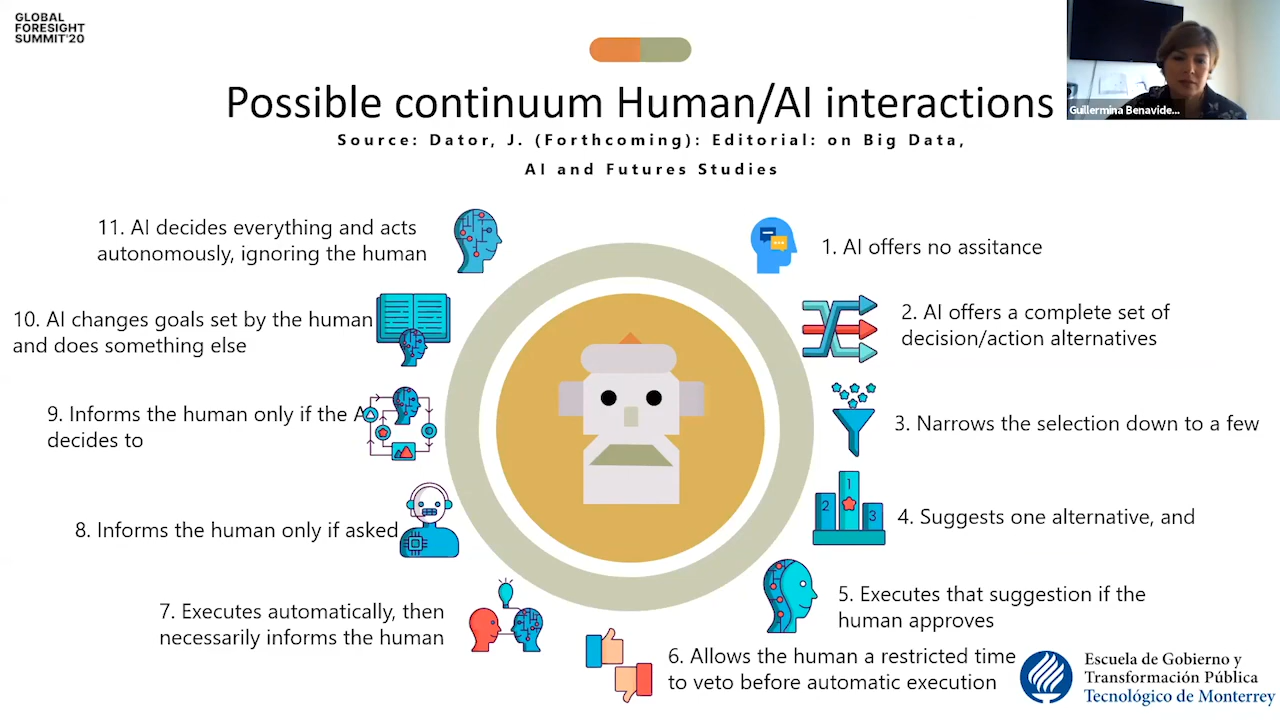 GLOBAL
FORESIGHT
SUMMIT'20
Guillermina Benavide...
Possible continuum Human/AI interactions
Source: Dator, J. (Forthcoming): Editorial: on Big Data,
AI and Futures Studies
1. AI offers no assitance
2. AI offers a complete set of
decision/action alternatives
3. Narrows the selection down to a few
1
2
3
4. Suggests one alternative, and
5. Executes that suggestion if the
human approves
6. Allows the human a restricted time
to veto before automatic execution
7. Executes automatically, then
necessarily informs the human
8. Informs the human only if asked
9. Informs the human only if the A
decides to
10. AI changes goals set by the human
and does something else
11. AI decides everything and acts
autonomously, ignoring the human
Escuela de Gobierno y
Transformación Pública
Tecnológico de Monterrey